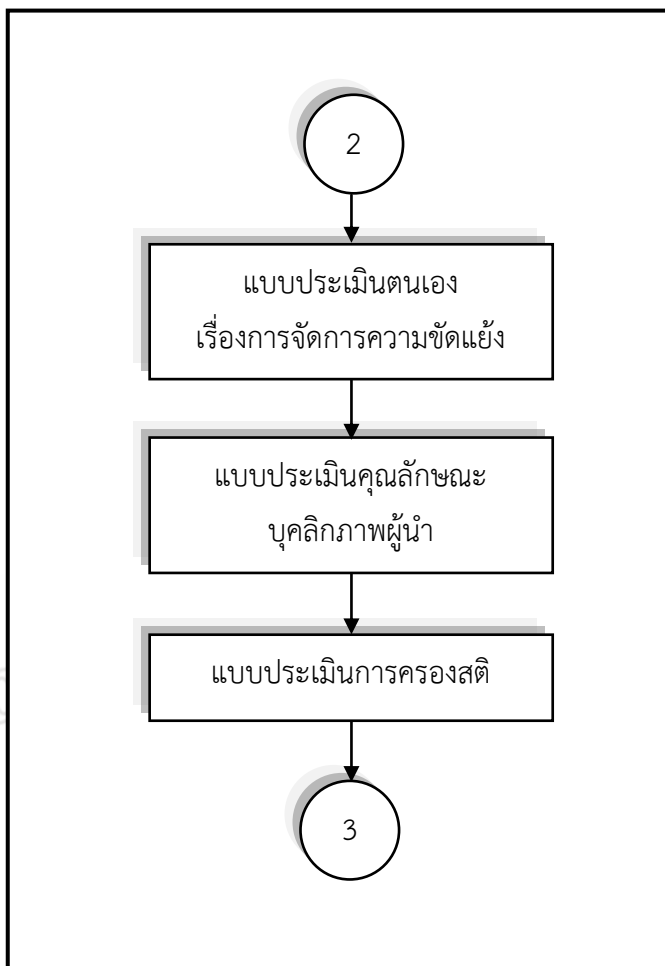 2
แบบประเมินตนเอง
เรื่องการจัดการความขัดแย้ง
แบบประเมินคุณลักษณะ
บุคลิกภาพผู้นำ
แบบประเมินการครองสติ
3